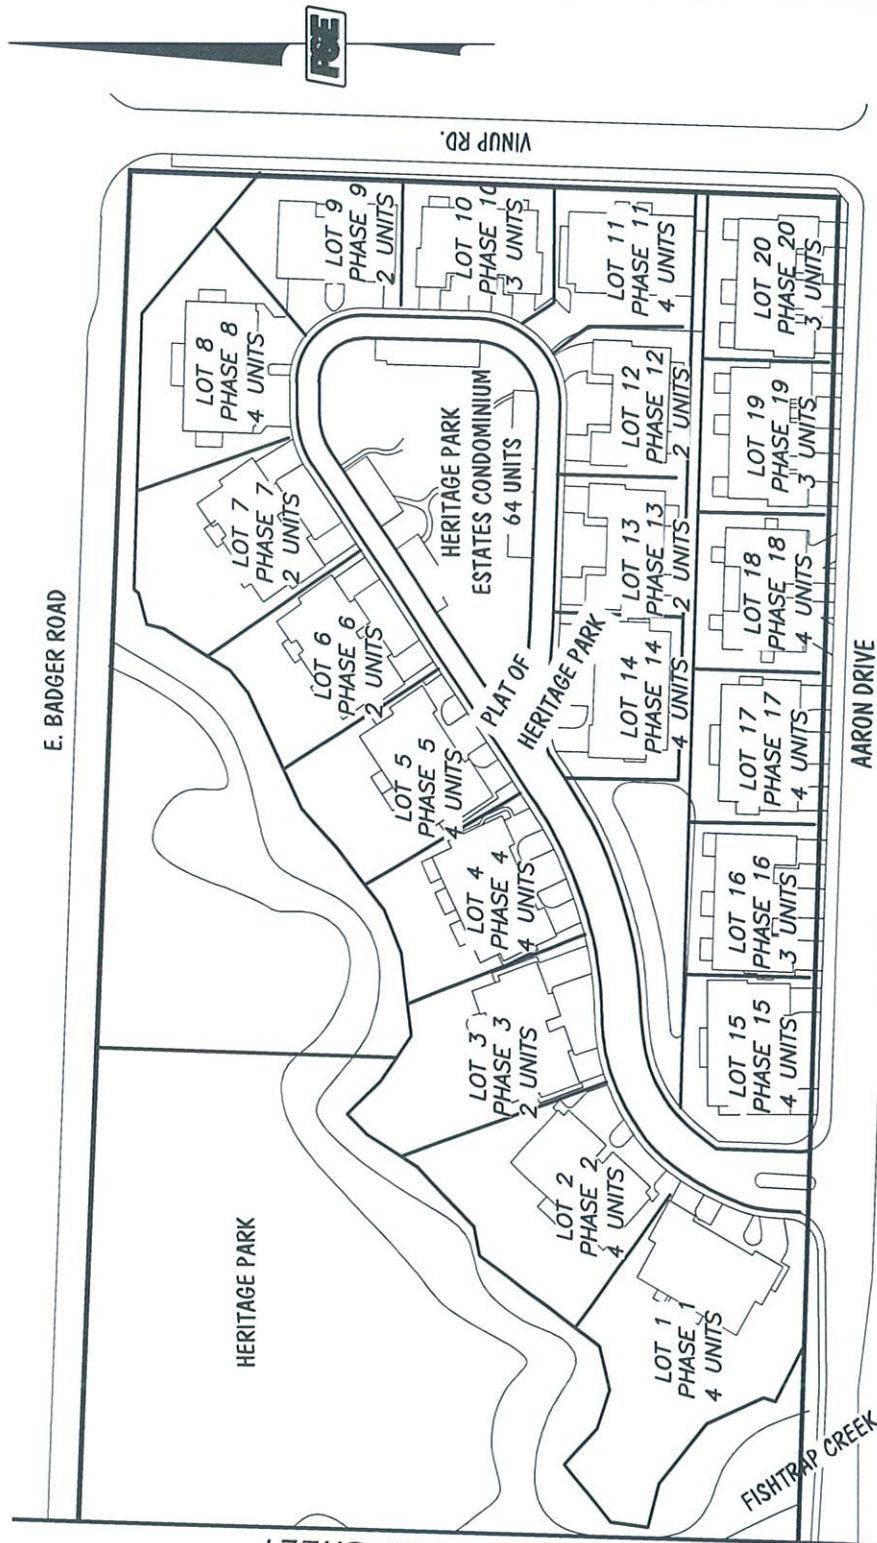 PSE
VINUP RD.
E. BADGER ROAD
LOT 9
PHASE 9
2 UNITS
LOT 10
PHASE 10
3 UNITS
LOT 11
PHASE 11
4 UNITS
LOT 20
PHASE 20
3 UNITS
LOT 8
PHASE 8
4 UNITS
HERITAGE PARK
ESTATES CONDOMINIUM
64 UNITS
LOT 12
PHASE 12
2 UNITS
LOT 19
PHASE 19
3 UNITS
LOT 7
PHASE 7
2 UNITS
LOT 13
PHASE 13
2 UNITS
LOT 18
PHASE 18
4 UNITS
LOT 6
PHASE 6
2 UNITS
PLAT OF
HERITAGE PARK
LOT 14
PHASE 14
4 UNITS
LOT 17
PHASE 17
4 UNITS
AARON DRIVE
LOT 5
PHASE 5
4 UNITS
LOT 4
PHASE 4
4 UNITS
LOT 16
PHASE 16
3 UNITS
LOT 3
PHASE 3
2 UNITS
LOT 15
PHASE 15
4 UNITS
LOT 2
PHASE 2
4 UNITS
HERITAGE PARK
LOT 1
PHASE 1
4 UNITS
FISHTRAP CREEK